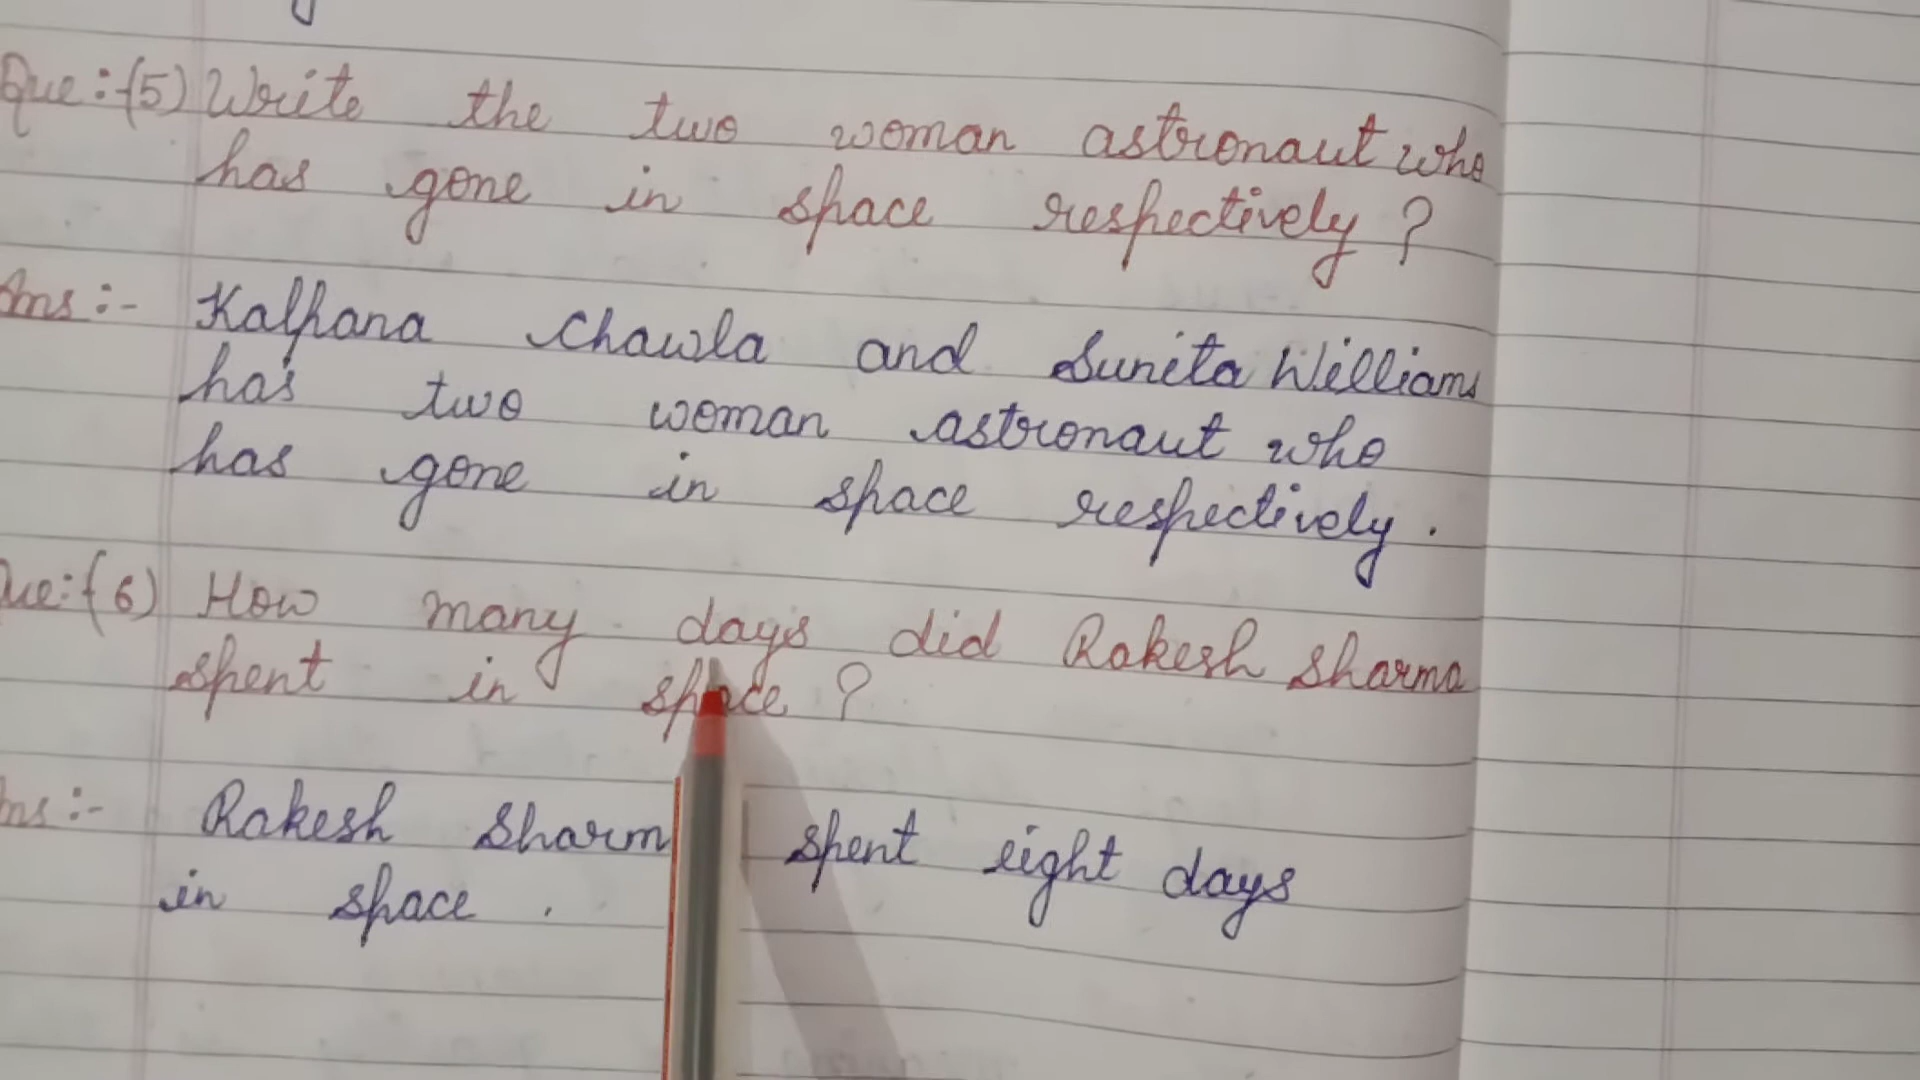 Que:-(5) Write the two woman astronaut who
has gone in space respectively?
Ans:- Kalpana Chawla and Sunita Williams
has two woman astronaut who
has gone in space respectively.
Que:-(6) How many days did Rakesh Sharma
spent in space?
Ans:- Rakesh Sharm spent eight days
in space.